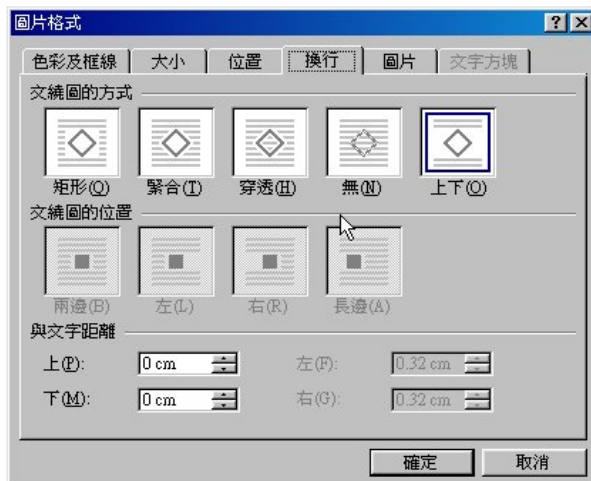 圖片格式
色彩及框線 大小 位置 換行 圖片 文字方塊
文繞圖的方式
矩形(Q) 緊合(T) 穿透(H) 無(N) 上下(O)
文繞圖的位置
兩邊(B) 左(L) 右(R) 長邊(A)
與文字距離
上(P): 0 cm 左(F): 0.32 cm
下(M): 0 cm 右(G): 0.32 cm
確定 取消